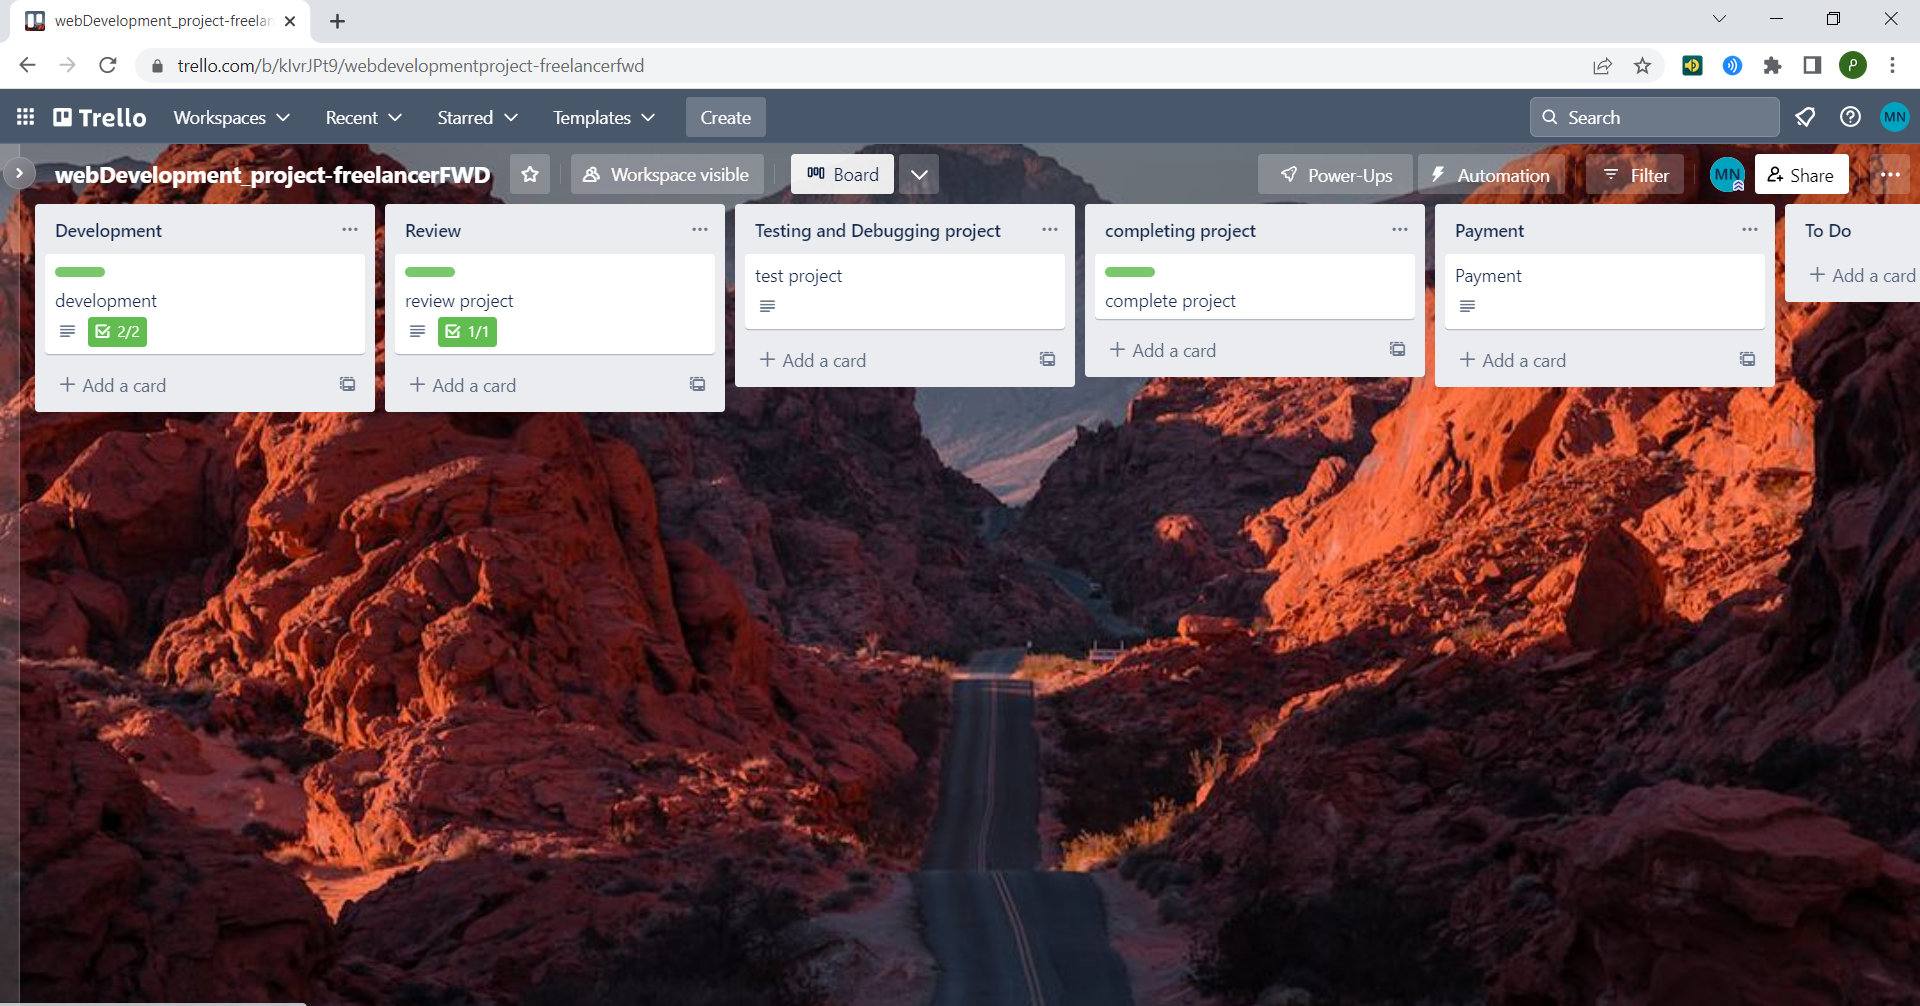 webDevelopment_project-freelan
trello.com/b/kIvrJPt9/webdevelopmentproject-freelancerfwd
P
Trello
Workspaces
Recent
Starred
Templates
Create
Search
MN
webDevelopment_project-freelancerFWD
Workspace visible
Board
Power-Ups
Automation
Filter
MN
Share
Development
development
2/2
+ Add a card
Review
review project
1/1
+ Add a card
Testing and Debugging project
test project
+ Add a card
completing project
complete project
+ Add a card
Payment
Payment
+ Add a card
To Do
+ Add a card